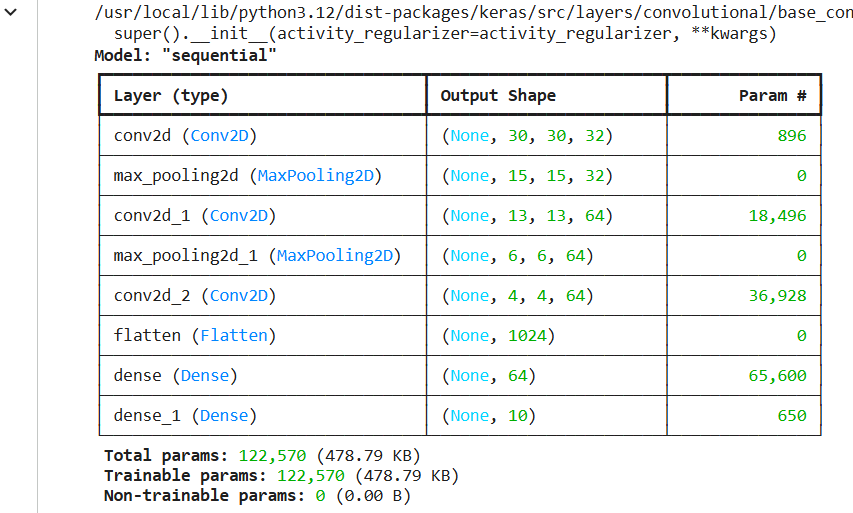 /usr/local/lib/python3.12/dist-packages/keras/src/layers/convolutional/base_con
super().__init__(activity_regularizer=activity_regularizer, **kwargs)
Model: "sequential"
Layer (type) Output Shape Param #
conv2d (Conv2D) (None, 30, 30, 32) 896
max_pooling2d (MaxPooling2D) (None, 15, 15, 32) 0
conv2d_1 (Conv2D) (None, 13, 13, 64) 18,496
max_pooling2d_1 (MaxPooling2D) (None, 6, 6, 64) 0
conv2d_2 (Conv2D) (None, 4, 4, 64) 36,928
flatten (Flatten) (None, 1024) 0
dense (Dense) (None, 64) 65,600
dense_1 (Dense) (None, 10) 650
Total params: 122,570 (478.79 KB)
Trainable params: 122,570 (478.79 KB)
Non-trainable params: 0 (0.00 B)